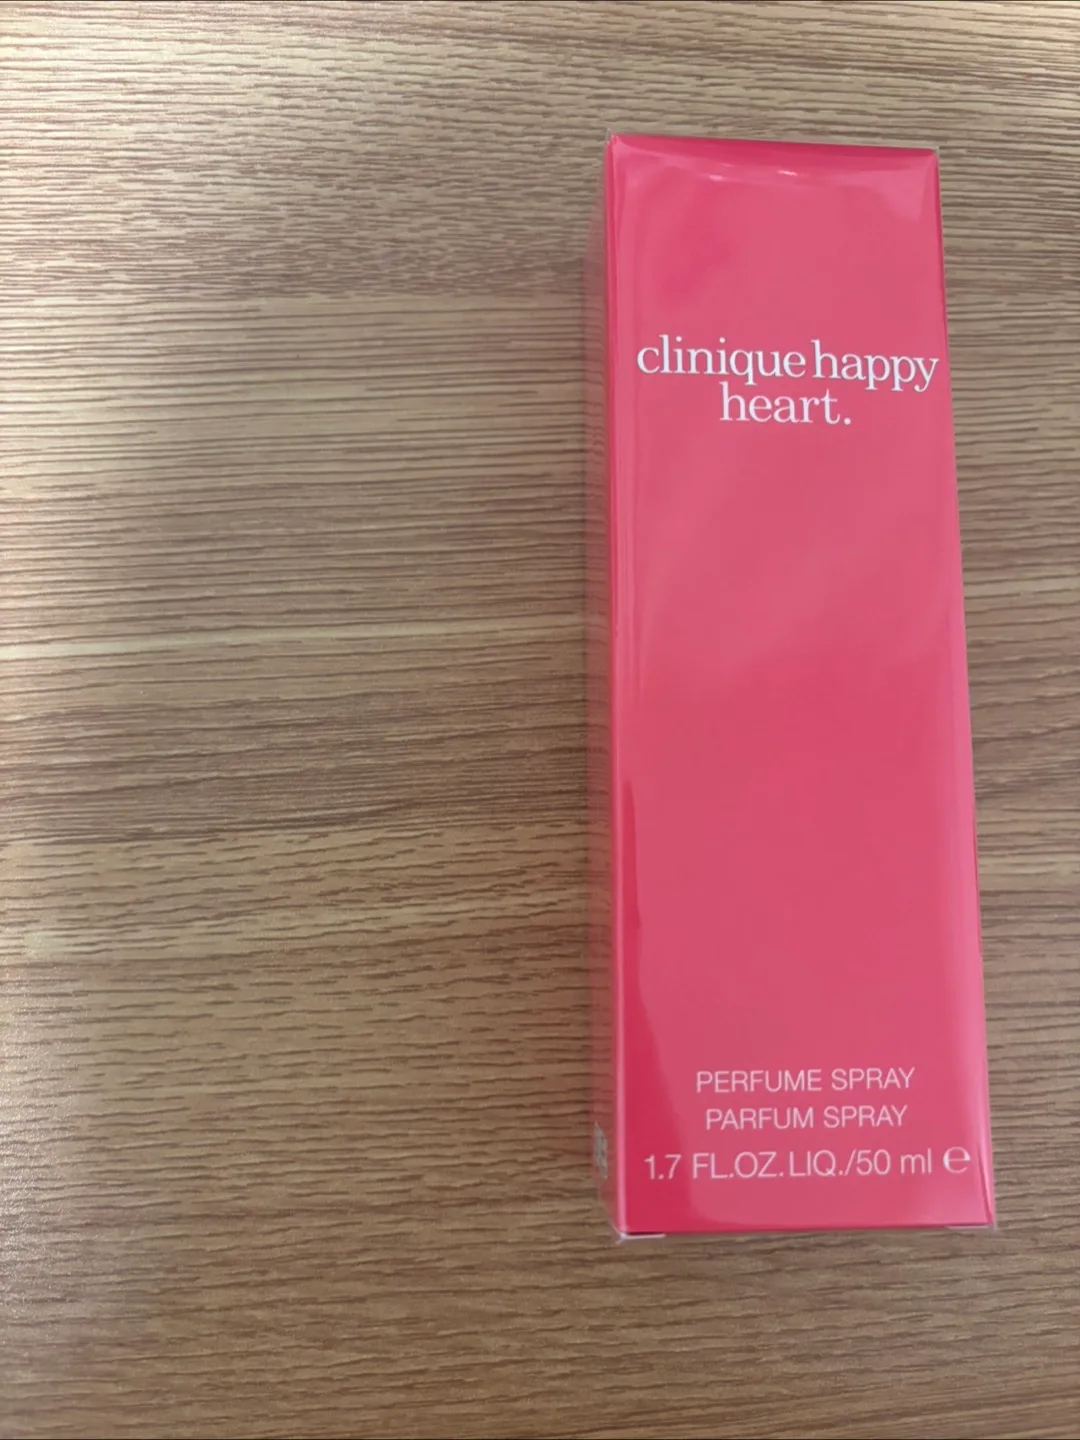 clinique happy
heart.
PERFUME SPRAY
PARFUM SPRAY
1.7 FL.OZ.LIQ./50 ml ℮